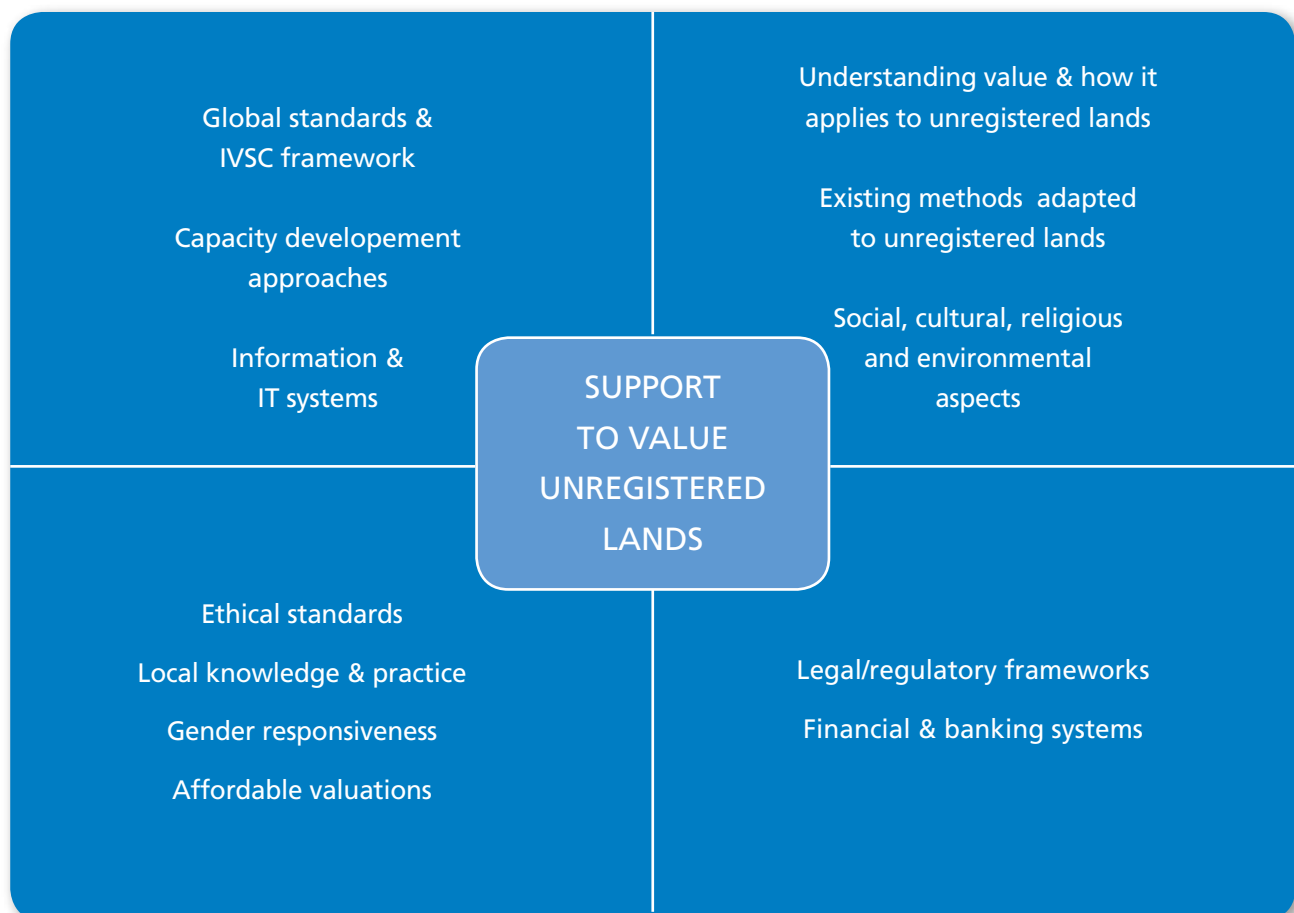 Global standards &
IVSC framework
Capacity developement
approaches
Information &
IT systems
Understanding value & how it
applies to unregistered lands
Existing methods adapted
to unregistered lands
Social, cultural, religious
and environmental
aspects
SUPPORT
TO VALUE
UNREGISTERED
LANDS
Ethical standards
Local knowledge & practice
Gender responsiveness
Affordable valuations
Legal/regulatory frameworks
Financial & banking systems